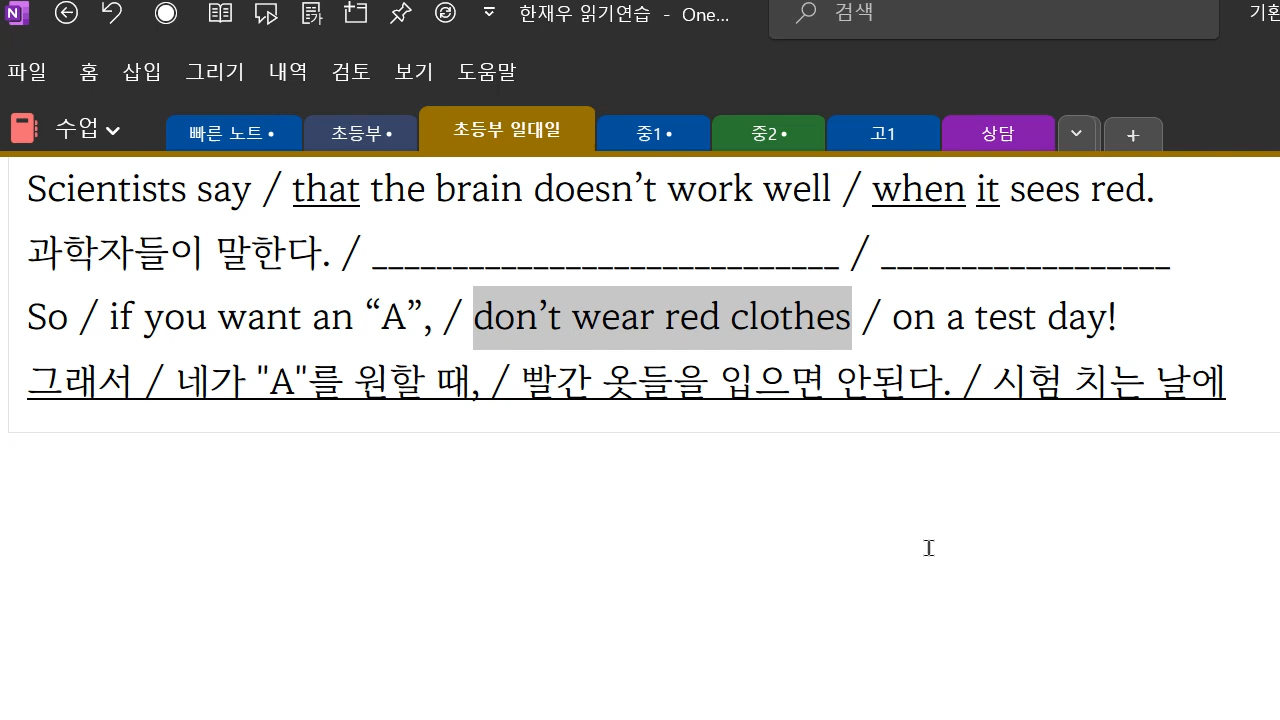 N 한재우 읽기연습 - One... 검색 기환
파일 홈 삽입 그리기 내역 검토 보기 도움말
수업 빠른 노트 • 초등부 • 초등부 일대일 중1 • 중2 • 고1 상담 +
Scientists say / that the brain doesn’t work well / when it sees red.
과학자들이 말한다. / _____________________________ / __________________
So / if you want an “A”, / don’t wear red clothes / on a test day!
그래서 / 네가 "A"를 원할 때, / 빨간 옷들을 입으면 안된다. / 시험 치는 날에